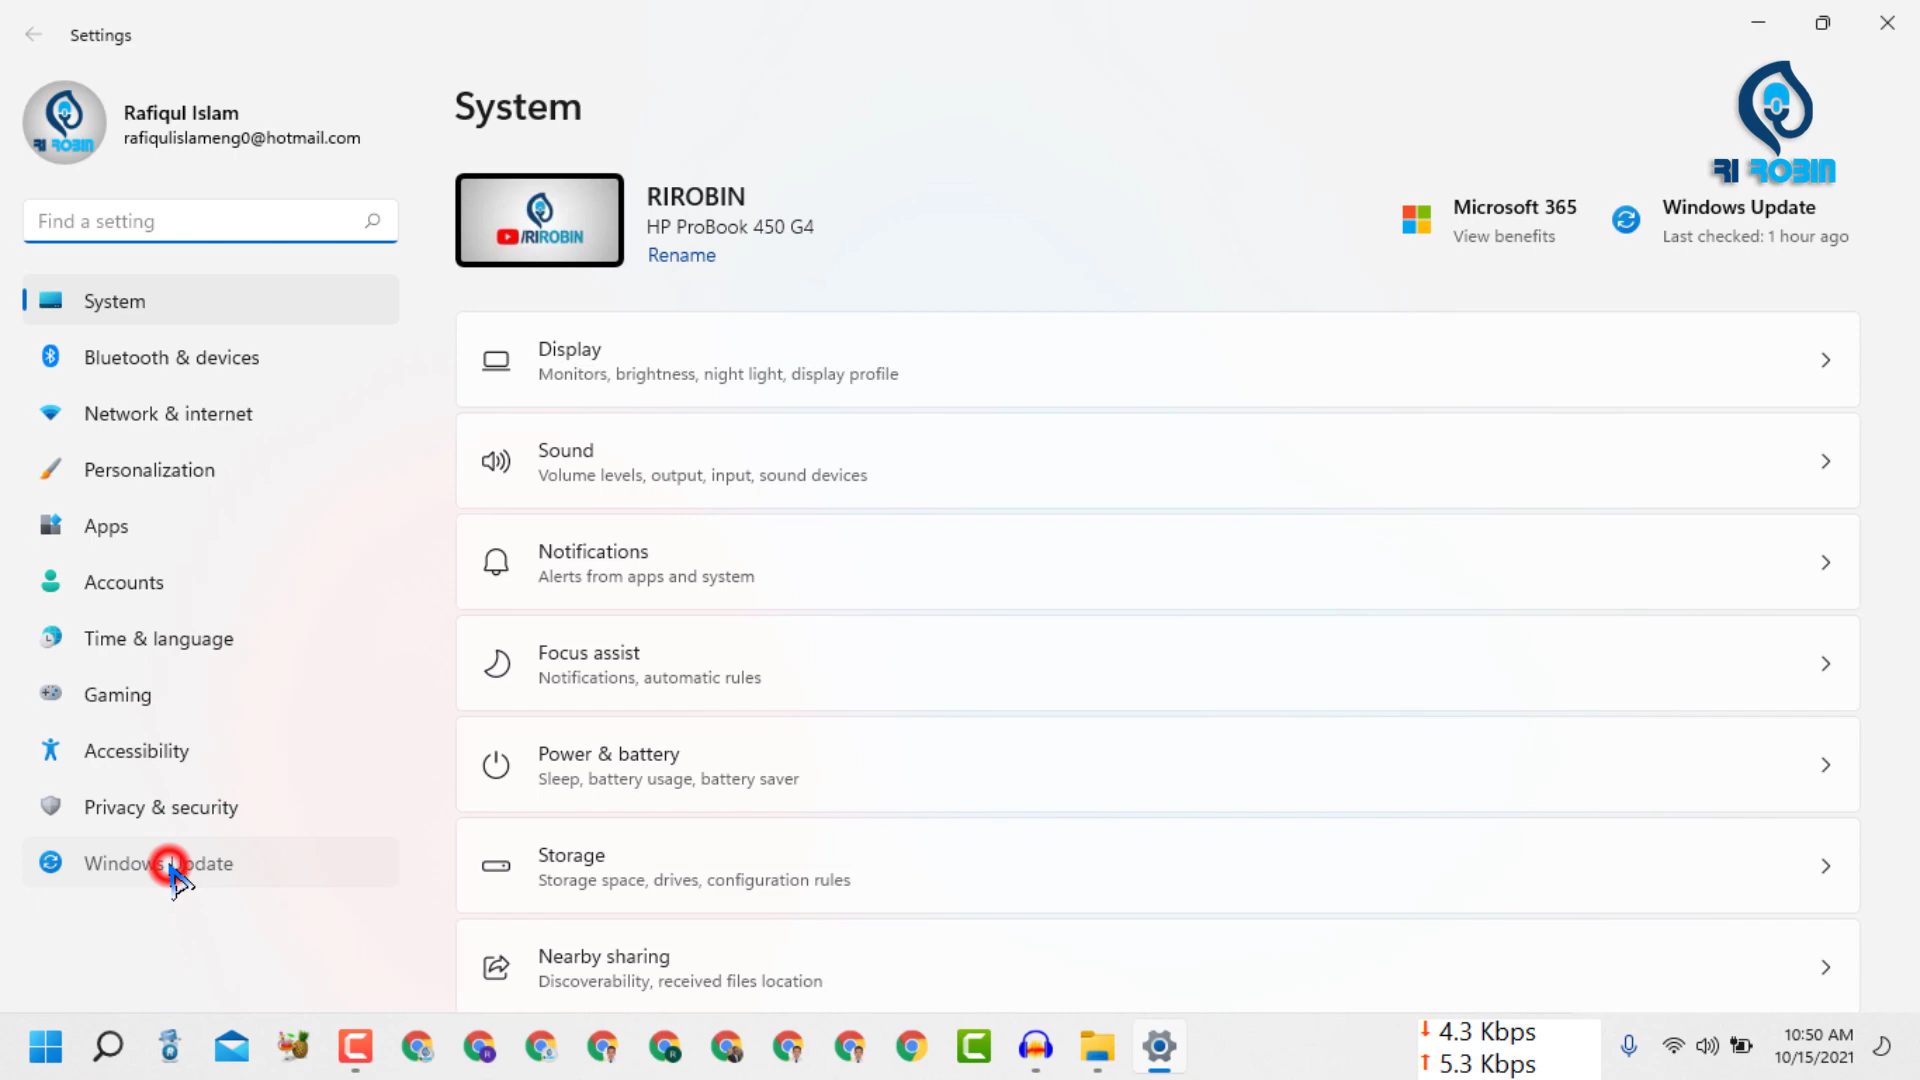 Settings
Rafiqul Islam
rafiqulislameng0@hotmail.com
RI ROBIN
Find a setting
System
Bluetooth & devices
Network & internet
Personalization
Apps
Accounts
Time & language
Gaming
Accessibility
Privacy & security
Windows Update
System
/RIROBIN
RIROBIN
HP ProBook 450 G4
Rename
Microsoft 365
View benefits
Windows Update
Last checked: 1 hour ago
RI ROBIN
Display
Monitors, brightness, night light, display profile
Sound
Volume levels, output, input, sound devices
Notifications
Alerts from apps and system
Focus assist
Notifications, automatic rules
Power & battery
Sleep, battery usage, battery saver
Storage
Storage space, drives, configuration rules
Nearby sharing
Discoverability, received files location
4.3 Kbps
5.3 Kbps
10:50 AM
10/15/2021